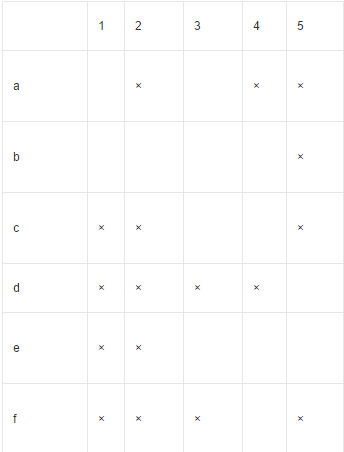 1 2 3 4 5
a × × ×
b ×
c × × ×
d × × × ×
e × ×
f × × × ×